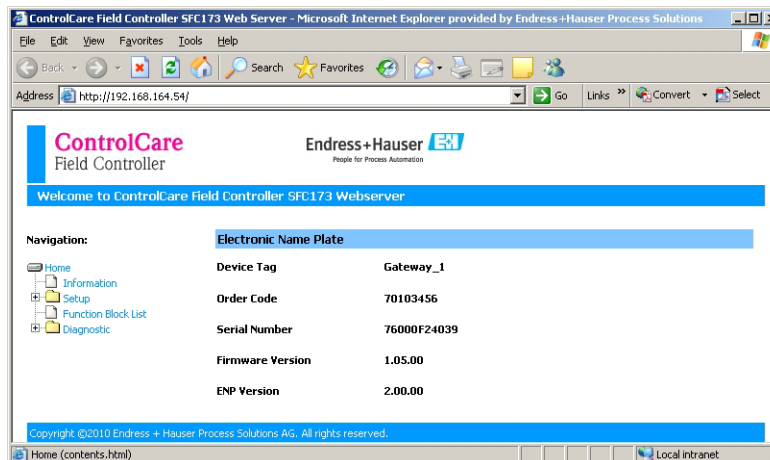 ControlCare Field Controller SFC173 Web Server - Microsoft Internet Explorer provided by Endress+Hauser Process Solutions
File Edit View Favorites Tools Help
Back Search Favorites
Address http://192.168.164.54/ Go Links » Convert Select
ControlCare
Field Controller
Endress+Hauser EH
People for Process Automation
Welcome to ControlCare Field Controller SFC173 Webserver
Navigation:
Home
Information
Setup
Function Block List
Diagnostic
Electronic Name Plate
Device Tag Gateway_1
Order Code 70103456
Serial Number 76000F24039
Firmware Version 1.05.00
ENP Version 2.00.00
Copyright ©2010 Endress + Hauser Process Solutions AG. All rights reserved.
Home (contents.html) Local intranet